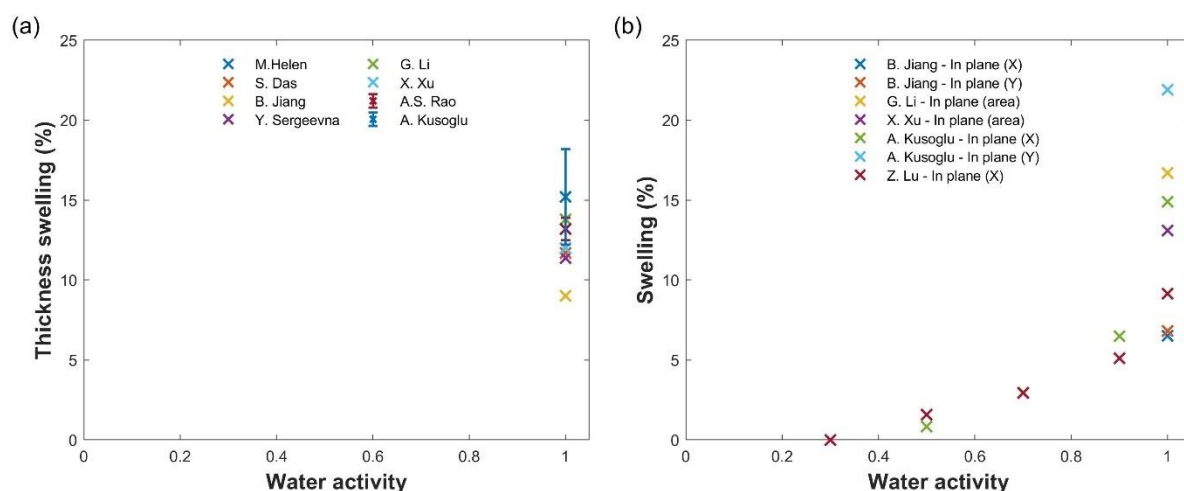 (a)
25
20
15
10
5
0
Thickness swelling (%)
M.Helen
S. Das
B. Jiang
Y. Sergeevna
G. Li
X. Xu
A.S. Rao
A. Kusoglu
0
0.2
0.4
0.6
0.8
1
Water activity
(b)
25
20
15
10
5
0
Swelling (%)
B. Jiang - In plane (X)
B. Jiang - In plane (Y)
G. Li - In plane (area)
X. Xu - In plane (area)
A. Kusoglu - In plane (X)
A. Kusoglu - In plane (Y)
Z. Lu - In plane (X)
0
0.2
0.4
0.6
0.8
1
Water activity